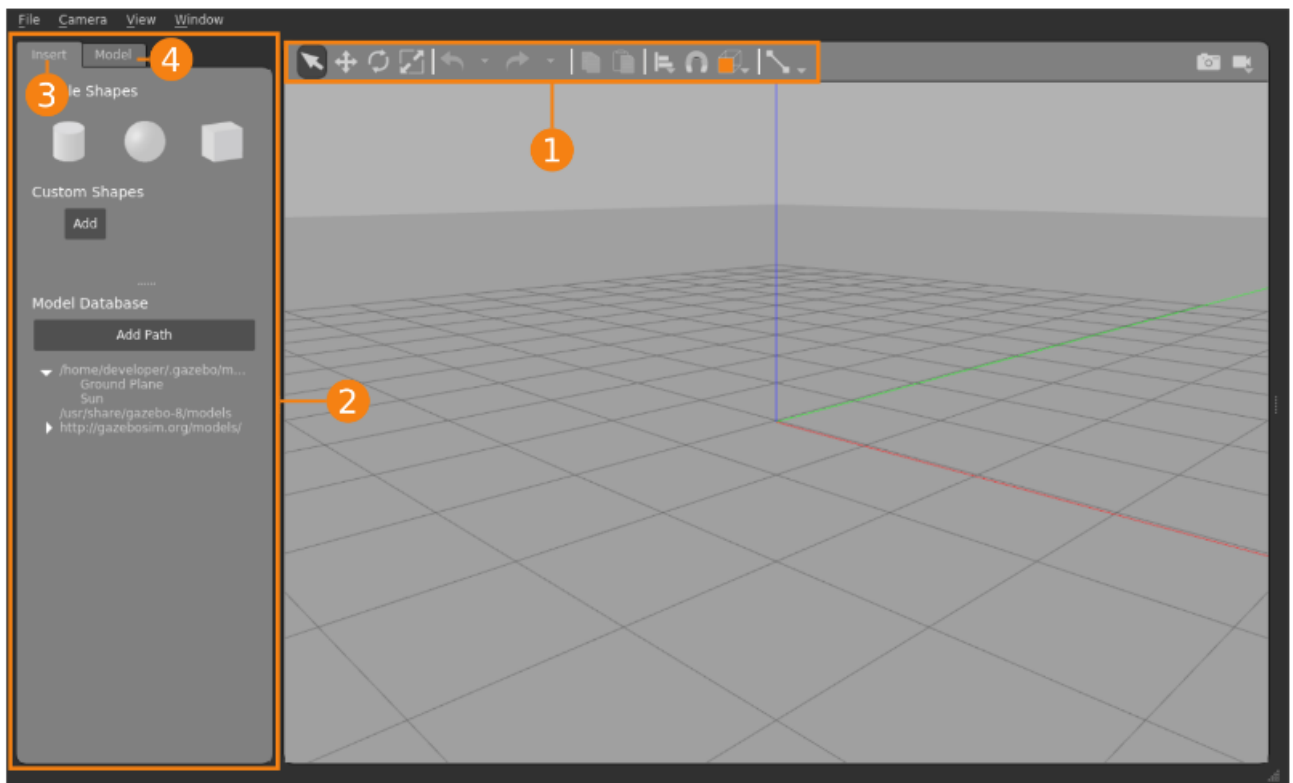 File Camera View Window
Insert Model 4
3 le Shapes
1
Custom Shapes
Add
Model Database
Add Path
/home/developer/.gazebo/m...
Ground Plane
2
Sun
/usr/share/gazebo-8/models
http://gazebosim.org/models/